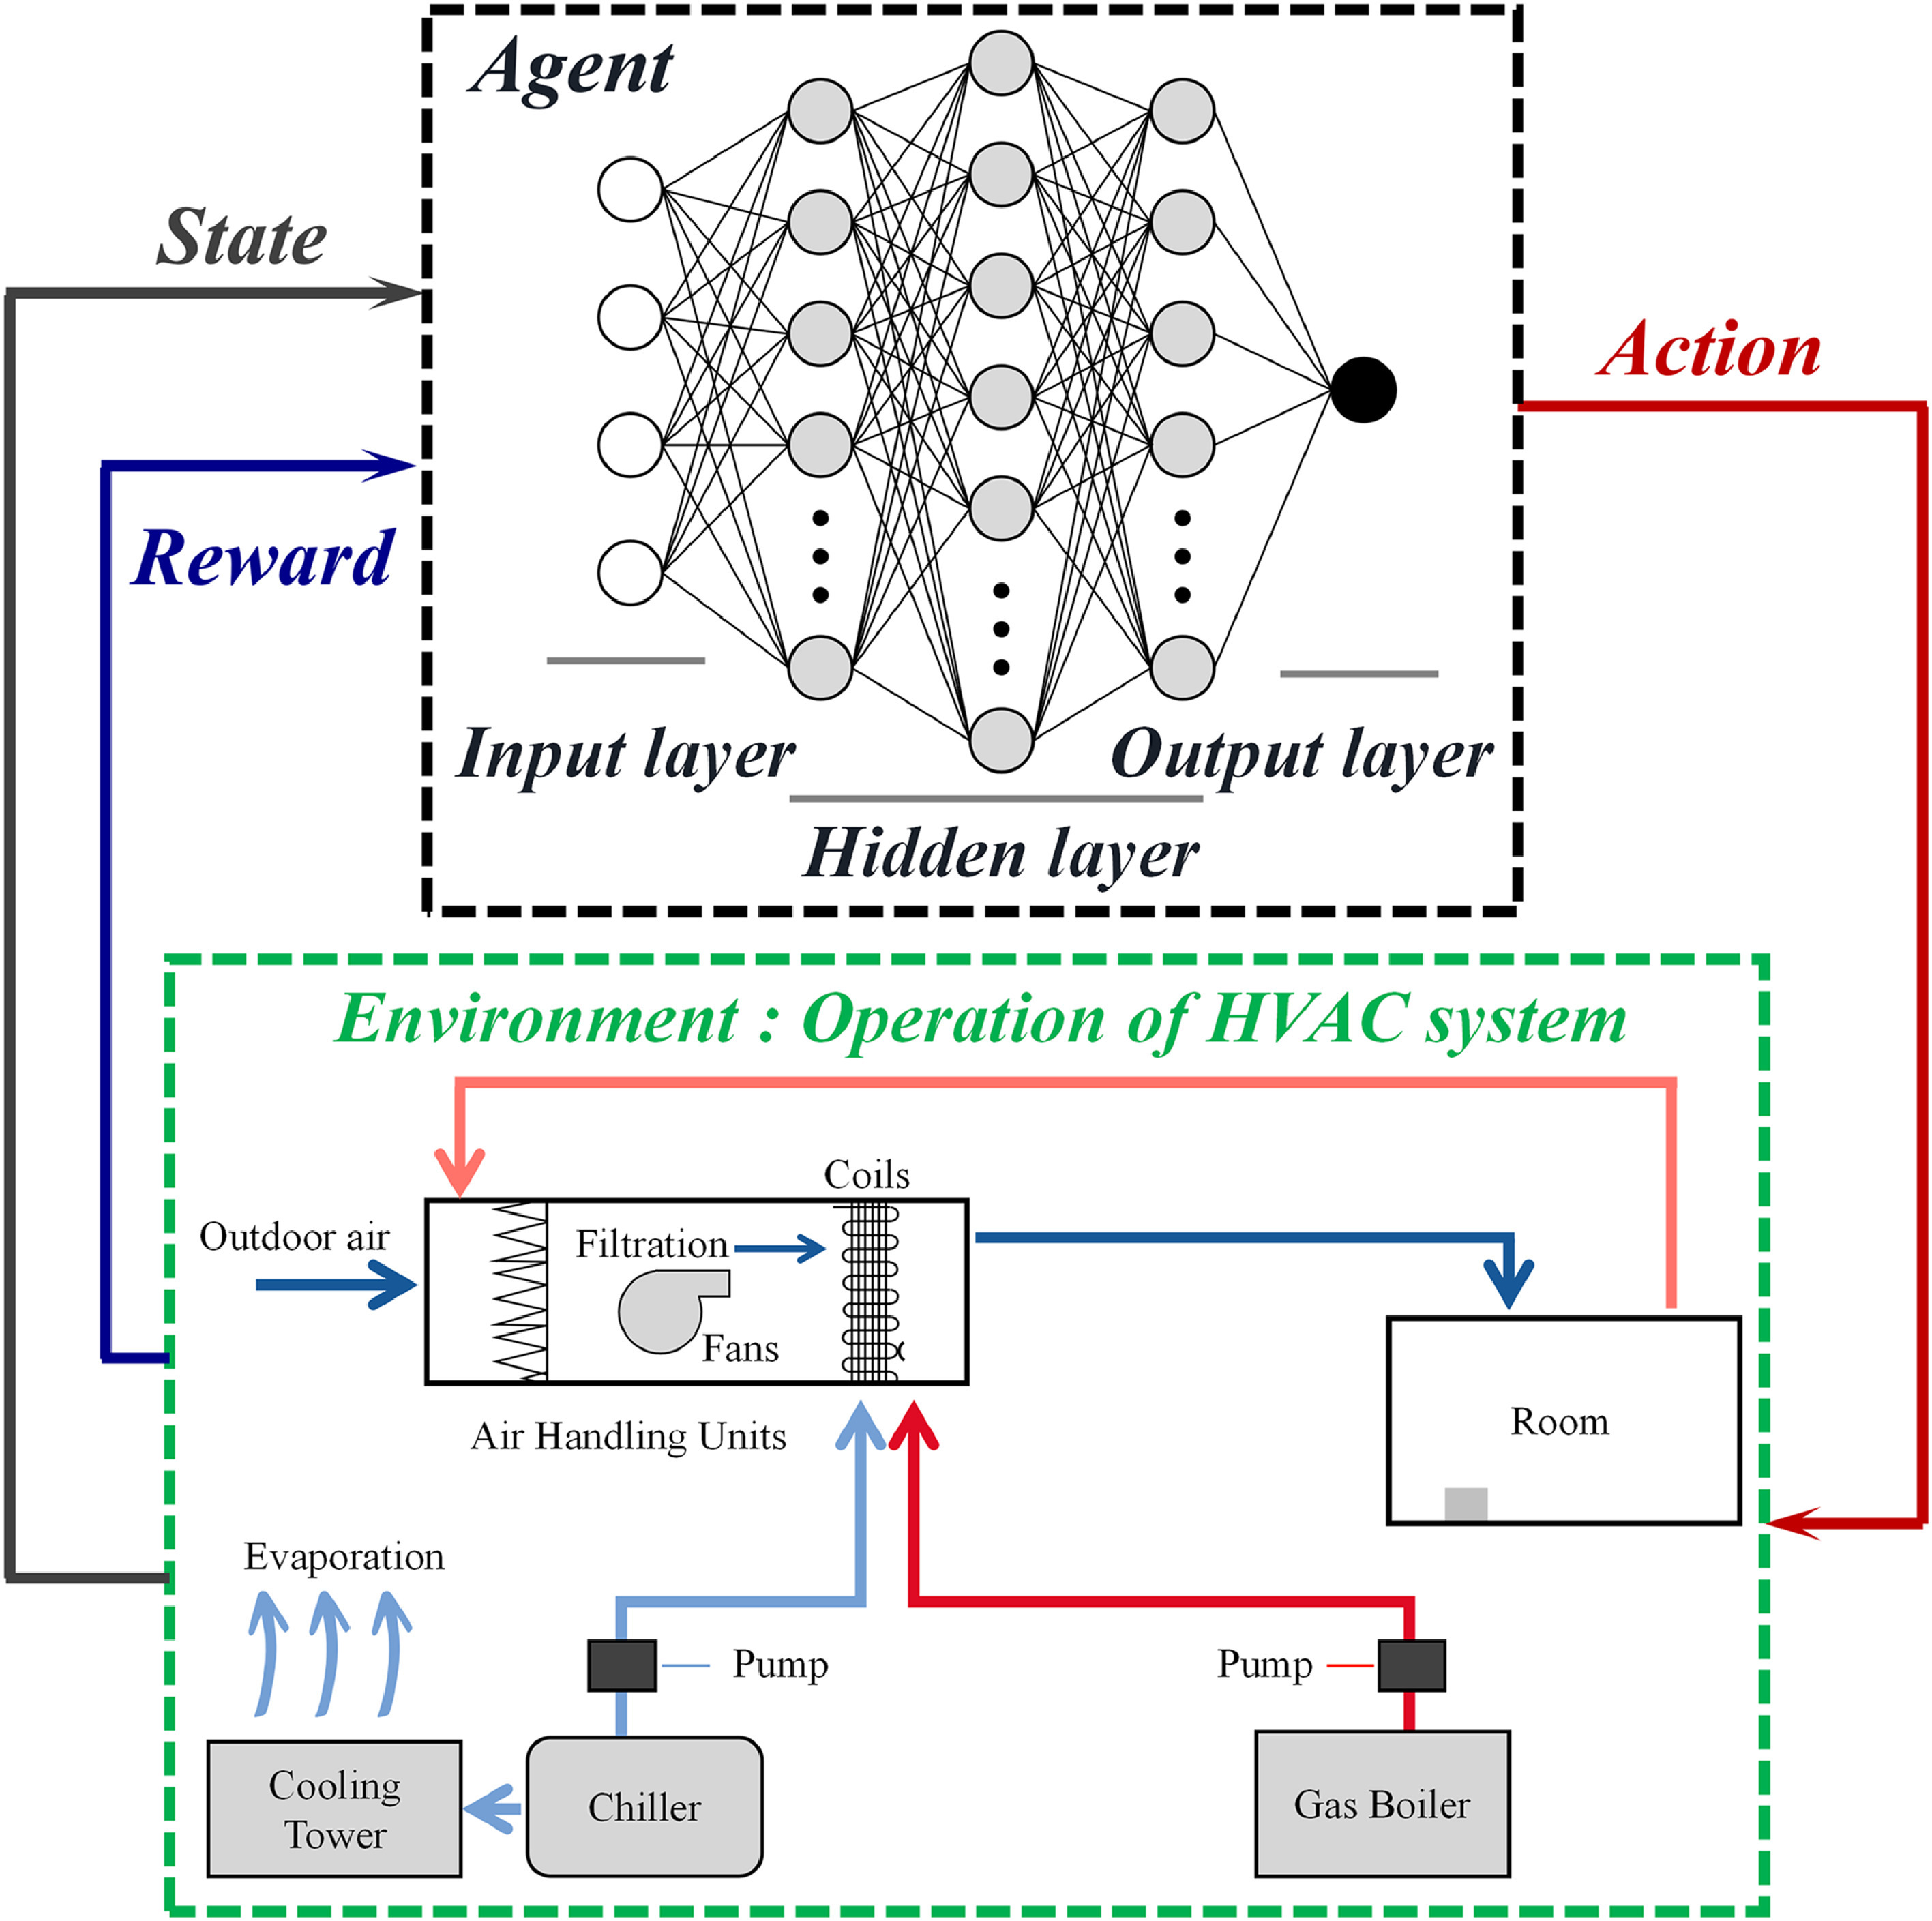 Agent
State
Action
Reward
Input layer
Output layer
Hidden layer
Environment : Operation of HVAC system
Coils
Outdoor air
Filtration
Fans
Air Handling Units
Room
Evaporation
Pump
Pump
Cooling
Tower
Chiller
Gas Boiler